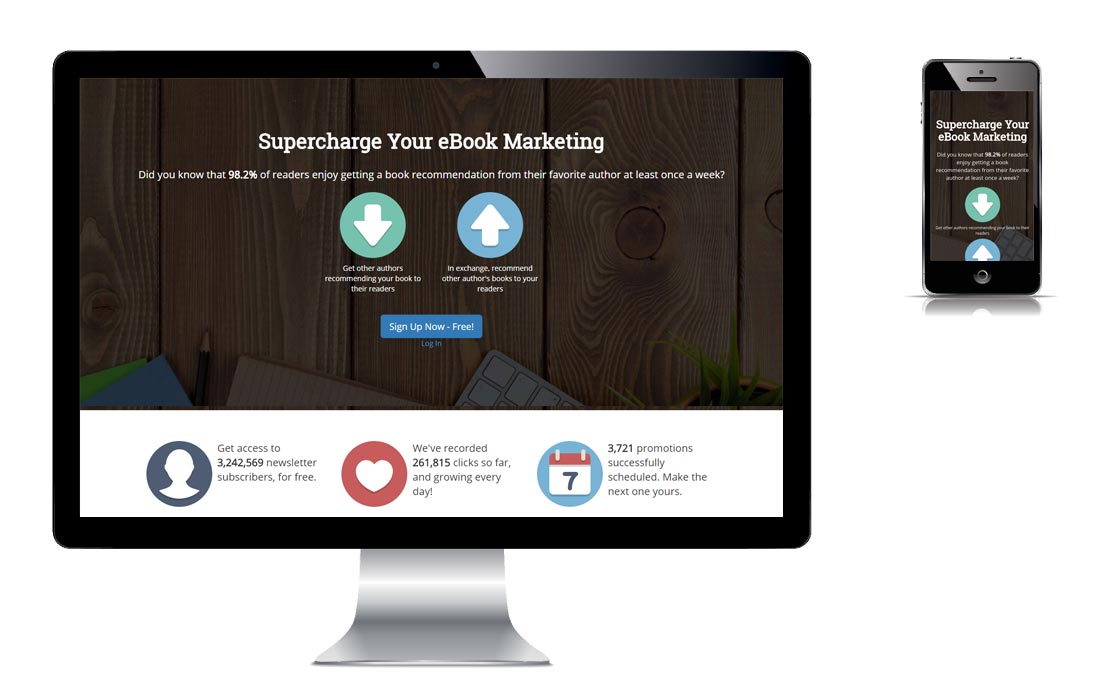 Supercharge Your eBook Marketing
Did you know that 98.2% of readers enjoy getting a book recommendation from their favorite author at least once a week?
Get other authors
recommending your book to
their readers
In exchange, recommend
other author's books to your
readers
Sign Up Now - Free!
Log In
Get access to
3,242,569 newsletter
subscribers, for free.
We've recorded
261,815 clicks so far,
and growing every
day!
7
3,721 promotions
successfully
scheduled. Make the
next one yours.
Supercharge Your
eBook Marketing
Did you know that 98.2% of readers
enjoy getting a book
recommendation from their favorite
author at least once a week?
Get other authors recommending your book to their
readers